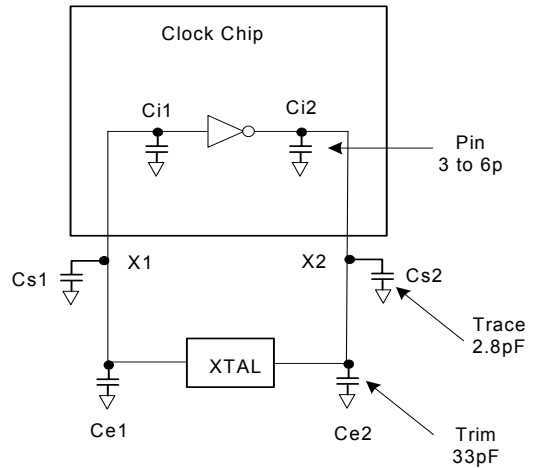 Clock Chip
Ci1
Ci2
Pin
3 to 6p
Cs1
X1
X2
Cs2
Trace
2.8pF
XTAL
Ce1
Ce2
Trim
33pF